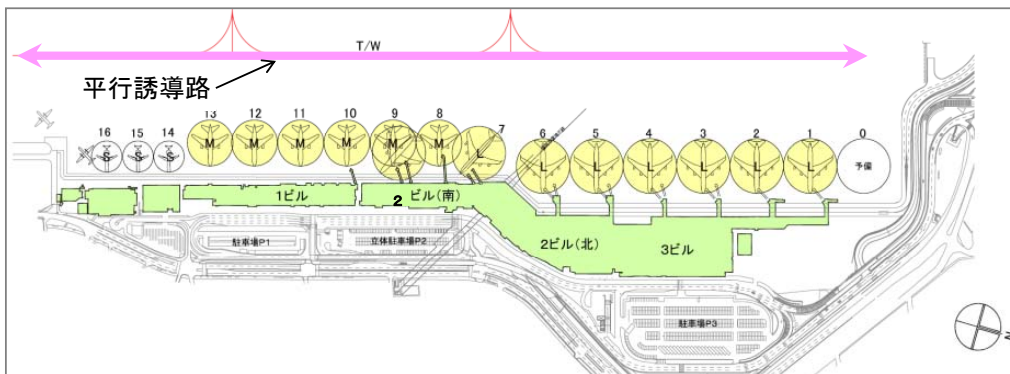 T/W
平行誘導路
16 15 14 13 12 11 10 9 8 7 6 5 4 3 2 1 0
S S S M M M M M M L L L L L L L 予備
1ビル
2 ビル(南)
2ビル(北)
3ビル
駐車場P1
立体駐車場P2
駐車場P3
N